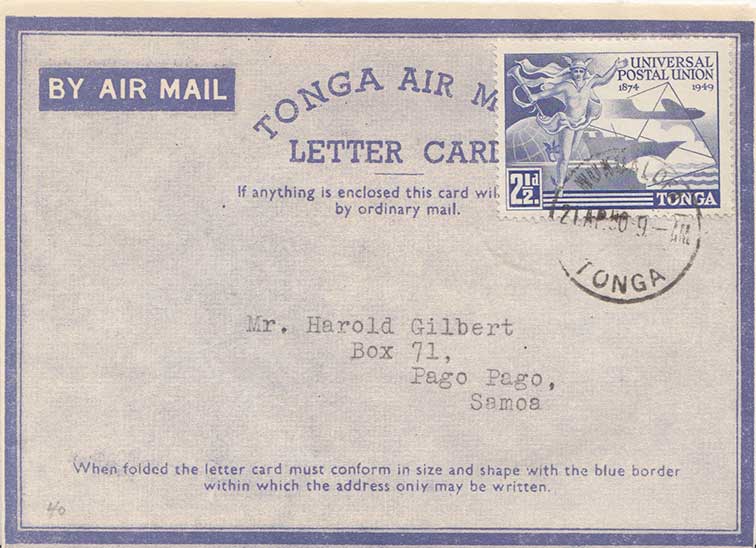 BY AIR MAIL
TONGA AIR M
LETTER CARD
If anything is enclosed this card will
by ordinary mail.
UNIVERSAL
POSTAL UNION
1874 1949
2½d.
TONGA
21 AP. 50-9-AM
TONGA
Mr. Harold Gilbert
Box 71,
Pago Pago,
Samoa
When folded the letter card must conform in size and shape with the blue border
within which the address only may be written.